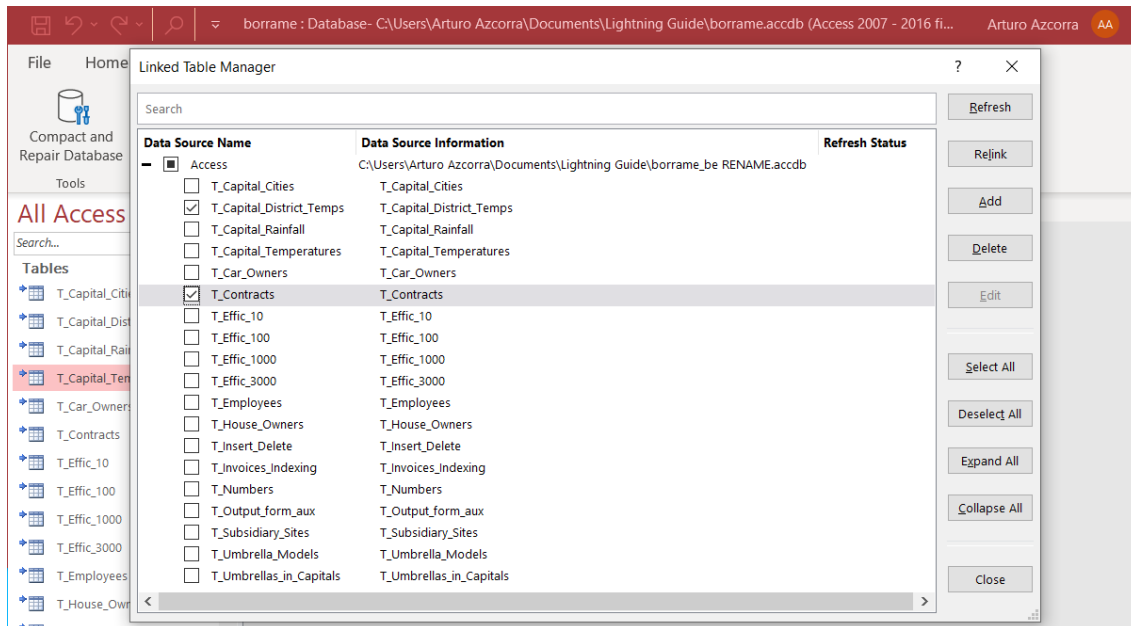 borrame : Database- C:\Users\Arturo Azcorra\Documents\Lightning Guide\borrame.accdb (Access 2007 - 2016 fi... Arturo Azcorra AA
File Home
Compact and
Repair Database
Tools
All Access
Search...
Tables
T_Capital_Citi
T_Capital_Dist
T_Capital_Rain
T_Capital_Tem
T_Car_Owners
T_Contracts
T_Effic_10
T_Effic_100
T_Effic_1000
T_Effic_3000
T_Employees
T_House_Own
Linked Table Manager ?
Search
Data Source Name Data Source Information Refresh Status
Access C:\Users\Arturo Azcorra\Documents\Lightning Guide\borrame_be RENAME.accdb
T_Capital_Cities T_Capital_Cities
T_Capital_District_Temps T_Capital_District_Temps
T_Capital_Rainfall T_Capital_Rainfall
T_Capital_Temperatures T_Capital_Temperatures
T_Car_Owners T_Car_Owners
T_Contracts T_Contracts
T_Effic_10 T_Effic_10
T_Effic_100 T_Effic_100
T_Effic_1000 T_Effic_1000
T_Effic_3000 T_Effic_3000
T_Employees T_Employees
T_House_Owners T_House_Owners
T_Insert_Delete T_Insert_Delete
T_Invoices_Indexing T_Invoices_Indexing
T_Numbers T_Numbers
T_Output_form_aux T_Output_form_aux
T_Subsidiary_Sites T_Subsidiary_Sites
T_Umbrella_Models T_Umbrella_Models
T_Umbrellas_in_Capitals T_Umbrellas_in_Capitals
Refresh
Relink
Add
Delete
Edit
Select All
Deselect All
Expand All
Collapse All
Close